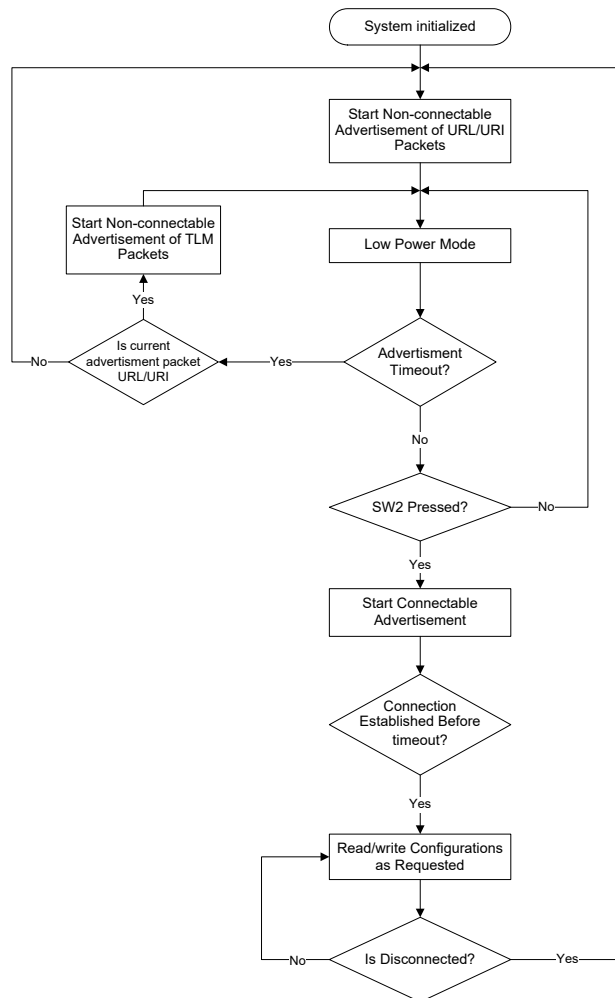 System initialized
Start Non-connectable
Advertisement of URL/URI
Packets
Start Non-connectable
Advertisement of TLM
Packets
Low Power Mode
Yes
Is current
advertisment packet
URL/URI
No
Yes
Advertisment
Timeout?
No
SW2 Pressed?
No
Yes
Start Connectable
Advertisement
Connection
Established Before
timeout?
Yes
Read/write Configurations
as Requested
No
Is Disconnected?
Yes